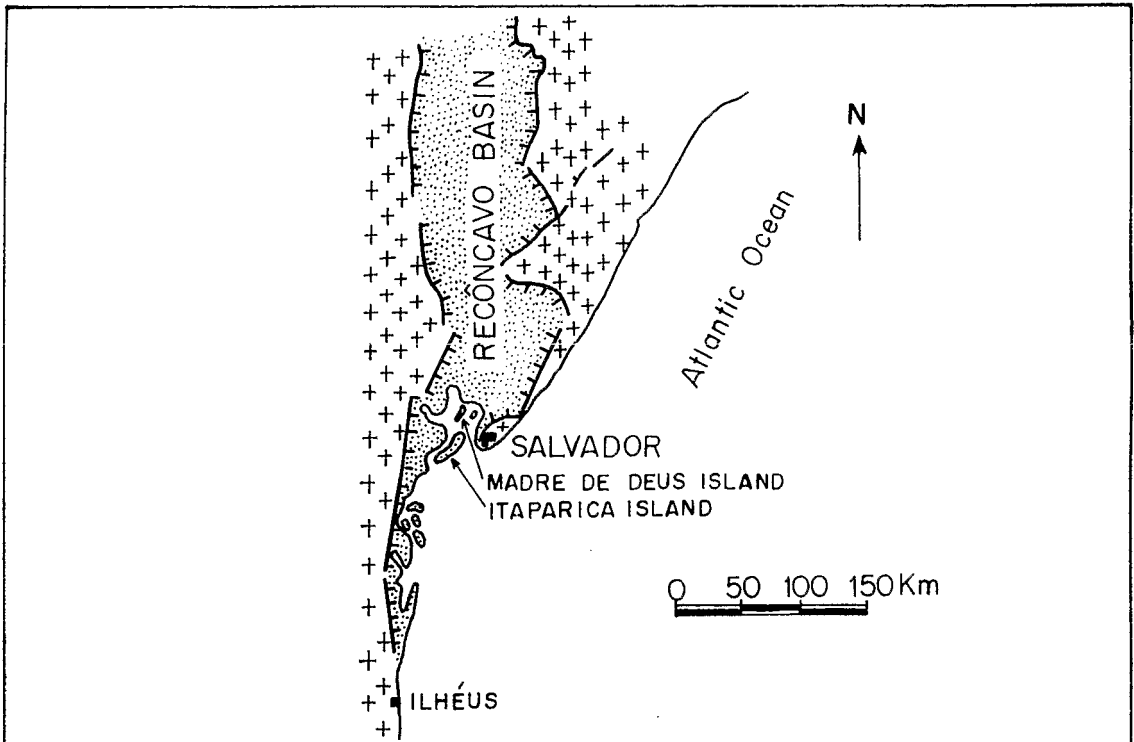 RECÔNCAVO BASIN
N
Atlantic Ocean
SALVADOR
MADRE DE DEUS ISLAND
ITAPARICA ISLAND
0 50 100 150 Km
ILHÉUS